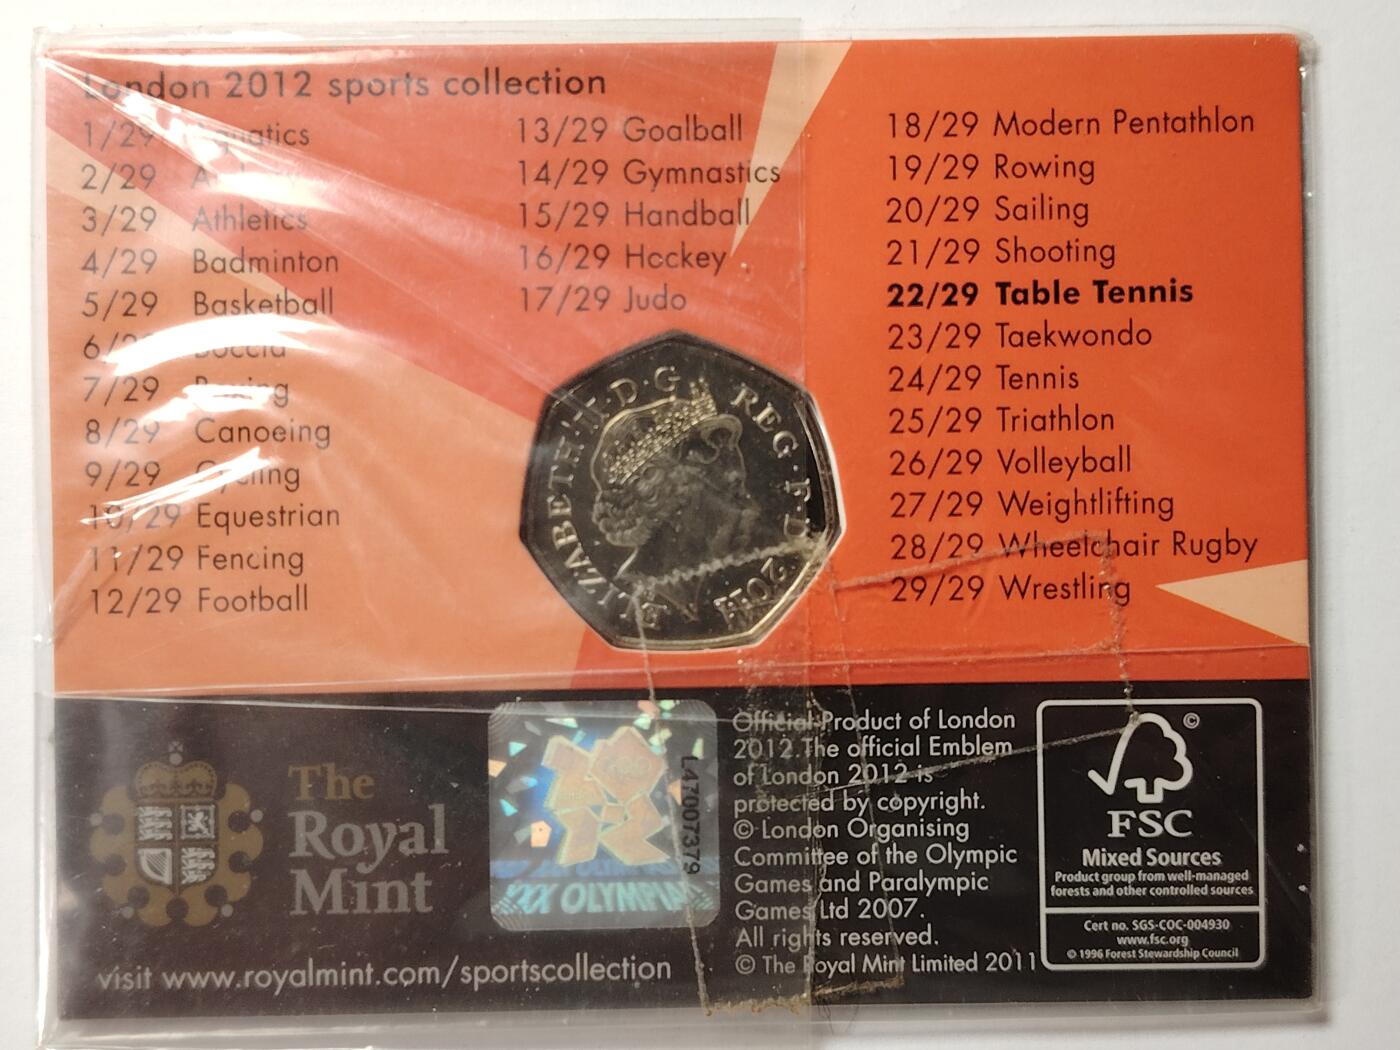 London 2012 sports collection
1/29 Aquatics
2/29
3/29 Athletics
4/29 Badminton
5/29 Basketball
6/29 Boccia
7/29 Boxing
8/29 Canoeing
9/29 Cycling
10/29 Equestrian
11/29 Fencing
12/29 Football
13/29 Goalball
14/29 Gymnastics
15/29 Handball
16/29 Hockey
17/29 Judo
18/29 Modern Pentathlon
19/29 Rowing
20/29 Sailing
21/29 Shooting
22/29 Table Tennis
23/29 Taekwondo
24/29 Tennis
25/29 Triathlon
26/29 Volleyball
27/29 Weightlifting
28/29 Wheelchair Rugby
29/29 Wrestling
ELIZABETH·II·D·G REG·F·D 2011
The
Royal
Mint
visit www.royalmint.com/sportscollection
L47007379
XXX OLYMPIA
Official Product of London
2012.The official Emblem
of London 2012 is
protected by copyright.
© London Organising
Committee of the Olympic
Games and Paralympic
Games Ltd 2007.
All rights reserved.
© The Royal Mint Limited 2011
©
FSC
Mixed Sources
Product group from well-managed
forests and other controlled sources
Cert no. SGS-COC-004930
www.fsc.org
© 1996 Forest Stewardship Council